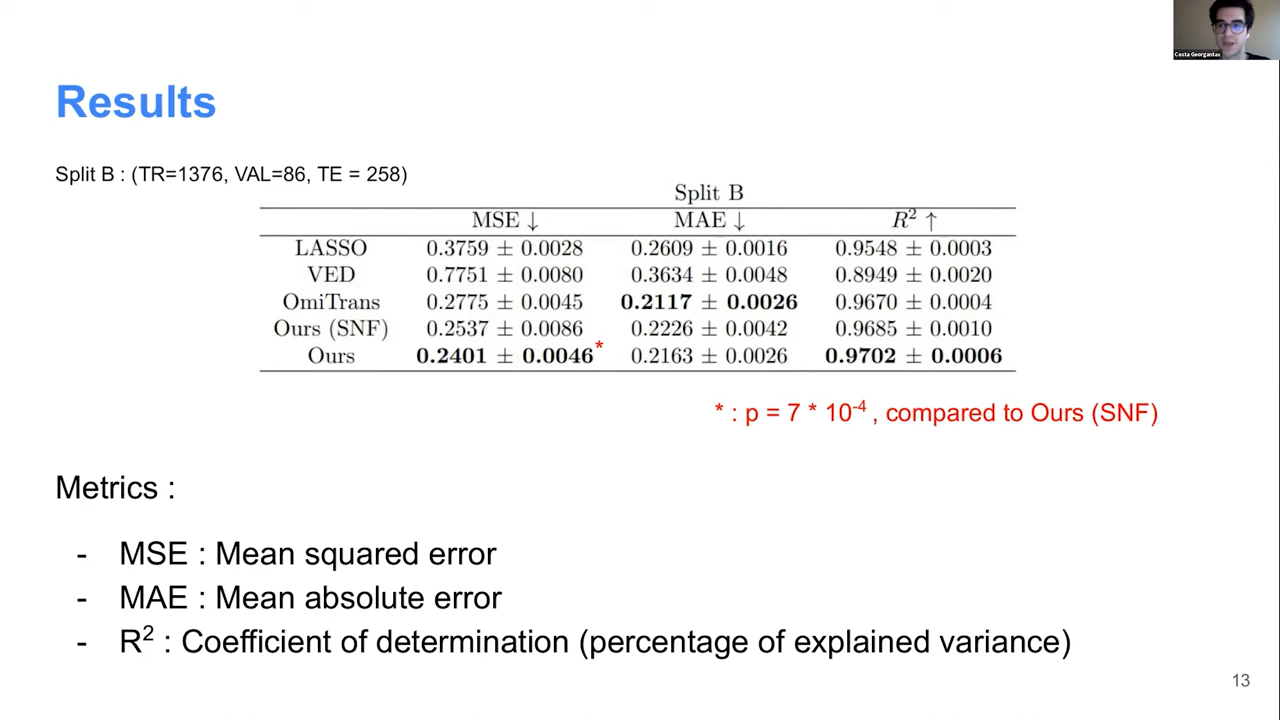 Costa Georgantas
Results
Split B : (TR=1376, VAL=86, TE = 258)
Split B
MSE ↓ MAE ↓ R² ↑
LASSO 0.3759 ± 0.0028 0.2609 ± 0.0016 0.9548 ± 0.0003
VED 0.7751 ± 0.0080 0.3634 ± 0.0048 0.8949 ± 0.0020
OmiTrans 0.2775 ± 0.0045 0.2117 ± 0.0026 0.9670 ± 0.0004
Ours (SNF) 0.2537 ± 0.0086 0.2226 ± 0.0042 0.9685 ± 0.0010
Ours 0.2401 ± 0.0046* 0.2163 ± 0.0026 0.9702 ± 0.0006
* : p = 7 * 10⁻⁴ , compared to Ours (SNF)
Metrics :
- MSE : Mean squared error
- MAE : Mean absolute error
- R² : Coefficient of determination (percentage of explained variance)
13